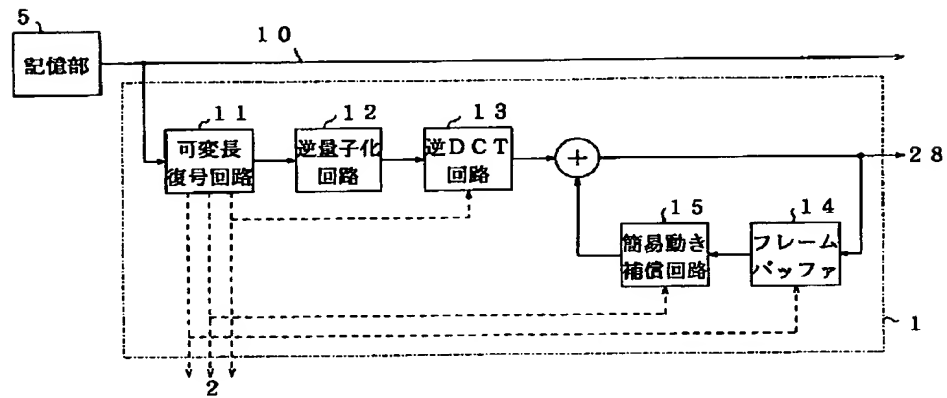 5
記憶部
10
11
可変長
復号回路
12
逆量子化
回路
13
逆DCT
回路
+
28
15
簡易動き
補償回路
14
フレーム
バッファ
1
2